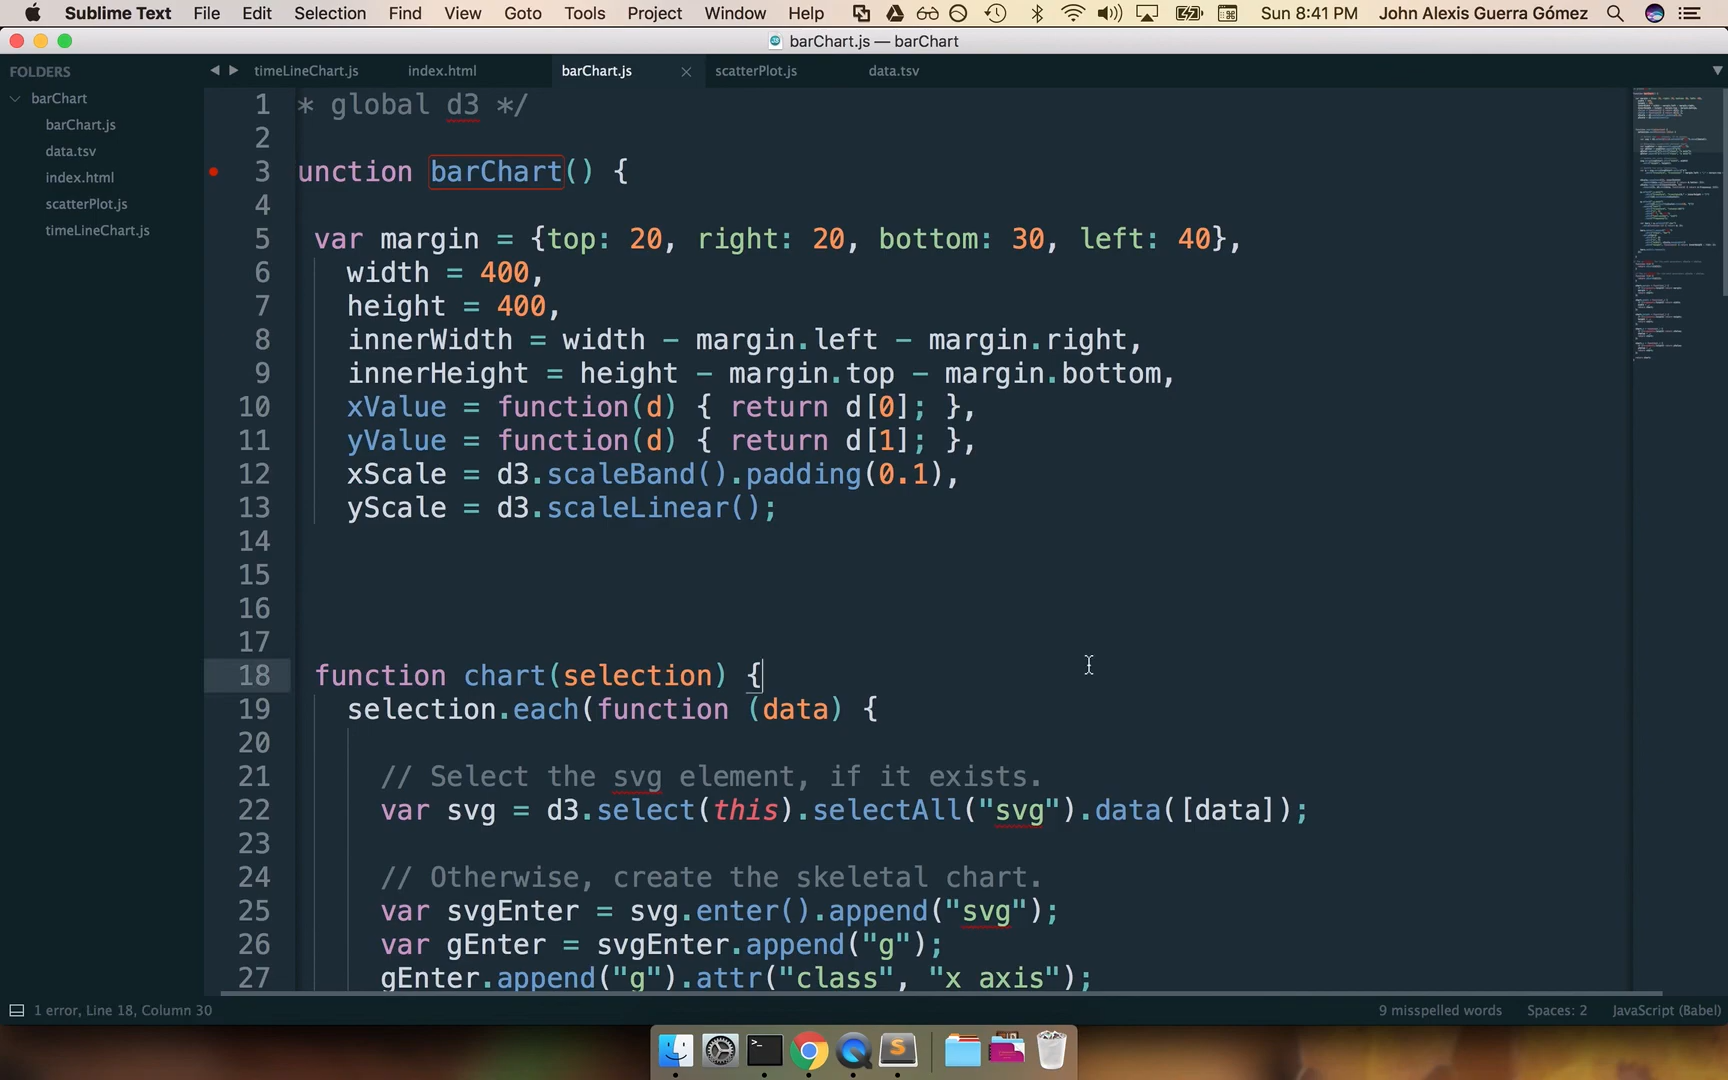 Sublime Text File Edit Selection Find View Goto Tools Project Window Help Sun 8:41 PM John Alexis Guerra Gómez
barChart.js — barChart
FOLDERS
barChart
barChart.js
data.tsv
index.html
scatterPlot.js
timeLineChart.js
timeLineChart.js index.html barChart.js scatterPlot.js data.tsv
1 * global d3 */
2
3 unction barChart() {
4
5 var margin = {top: 20, right: 20, bottom: 30, left: 40},
6 width = 400,
7 height = 400,
8 innerWidth = width - margin.left - margin.right,
9 innerHeight = height - margin.top - margin.bottom,
10 xValue = function(d) { return d[0]; },
11 yValue = function(d) { return d[1]; },
12 xScale = d3.scaleBand().padding(0.1),
13 yScale = d3.scaleLinear();
14
15
16
17
18 function chart(selection) {
19 selection.each(function (data) {
20
21 // Select the svg element, if it exists.
22 var svg = d3.select(this).selectAll("svg").data([data]);
23
24 // Otherwise, create the skeletal chart.
25 var svgEnter = svg.enter().append("svg");
26 var gEnter = svgEnter.append("g");
27 gEnter.append("g").attr("class", "x axis");
1 error, Line 18, Column 30 9 misspelled words Spaces: 2 JavaScript (Babel)